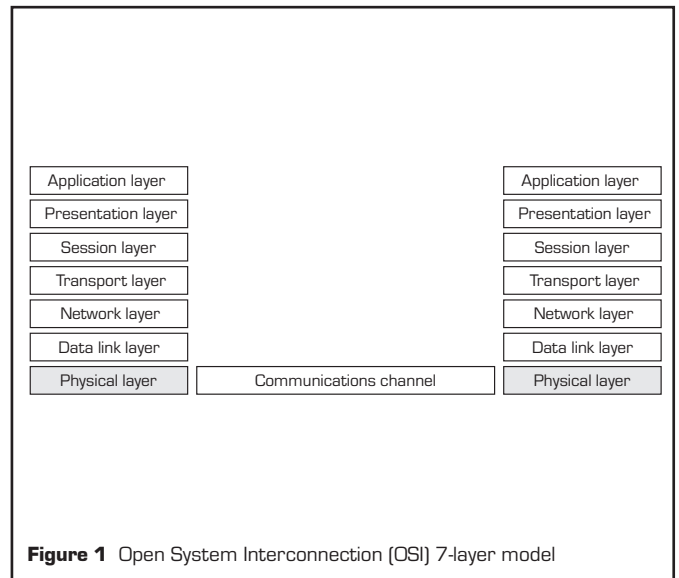 Application layer Application layer
Presentation layer Presentation layer
Session layer Session layer
Transport layer Transport layer
Network layer Network layer
Data link layer Data link layer
Physical layer Communications channel Physical layer
Figure 1 Open System Interconnection (OSI) 7-layer model